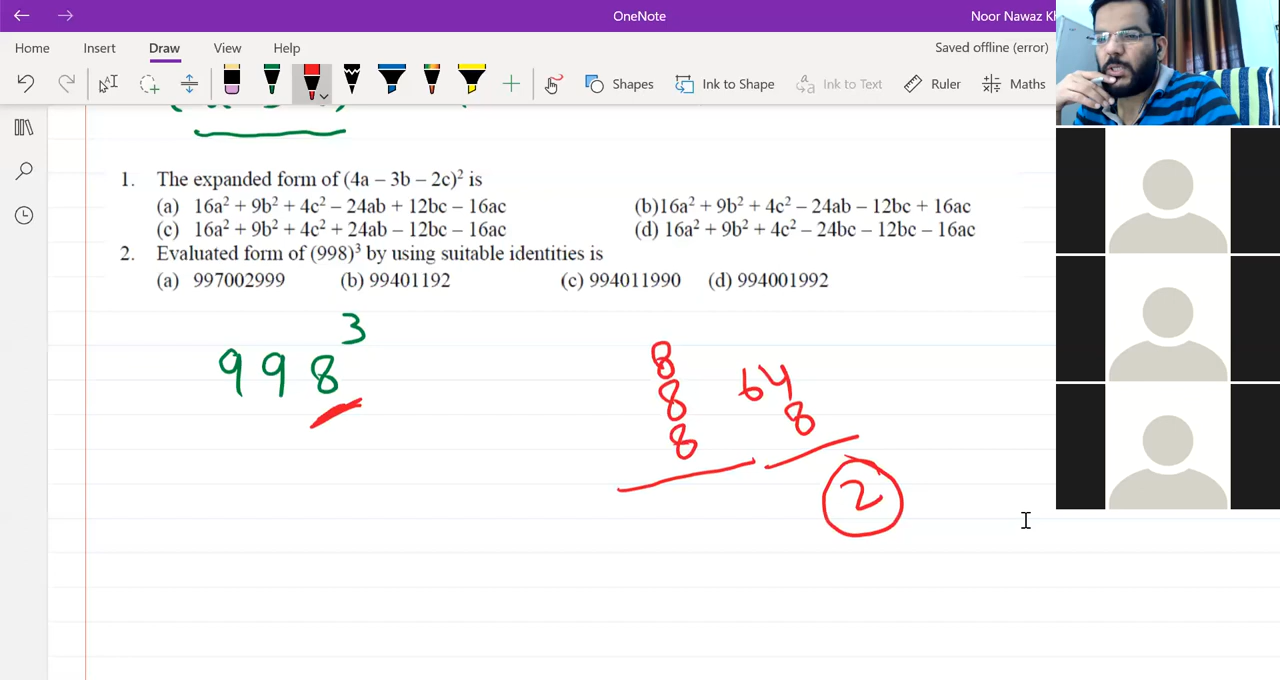 OneNote
Noor Nawaz Kh
Home Insert Draw View Help
Saved offline (error)
Shapes Ink to Shape Ink to Text Ruler Maths
1. The expanded form of (4a – 3b – 2c)² is
(a) 16a² + 9b² + 4c² – 24ab + 12bc – 16ac (b)16a² + 9b² + 4c² – 24ab – 12bc + 16ac
(c) 16a² + 9b² + 4c² + 24ab – 12bc – 16ac (d) 16a² + 9b² + 4c² – 24bc – 12bc – 16ac
2. Evaluated form of (998)³ by using suitable identities is
(a) 997002999 (b) 99401192 (c) 994011990 (d) 994001992
998³
8
8
8
64
8
2